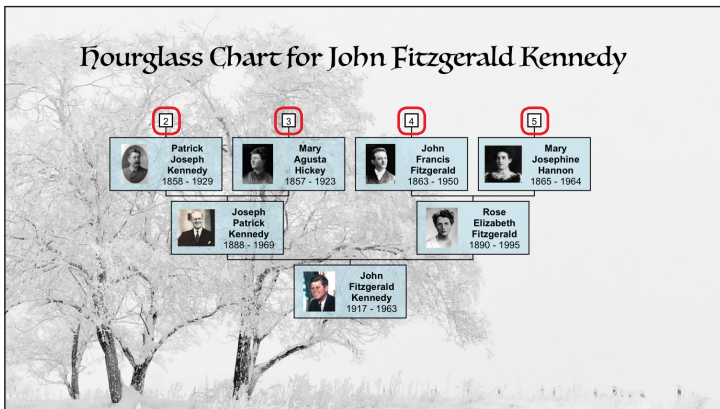 Hourglass Chart for John Fitzgerald Kennedy
2
3
4
5
Patrick
Joseph
Kennedy
1858 - 1929
Mary
Agusta
Hickey
1857 - 1923
John
Francis
Fitzgerald
1863 - 1950
Mary
Josephine
Hannon
1865 - 1964
Joseph
Patrick
Kennedy
1888 - 1969
Rose
Elizabeth
Fitzgerald
1890 - 1995
John
Fitzgerald
Kennedy
1917 - 1963